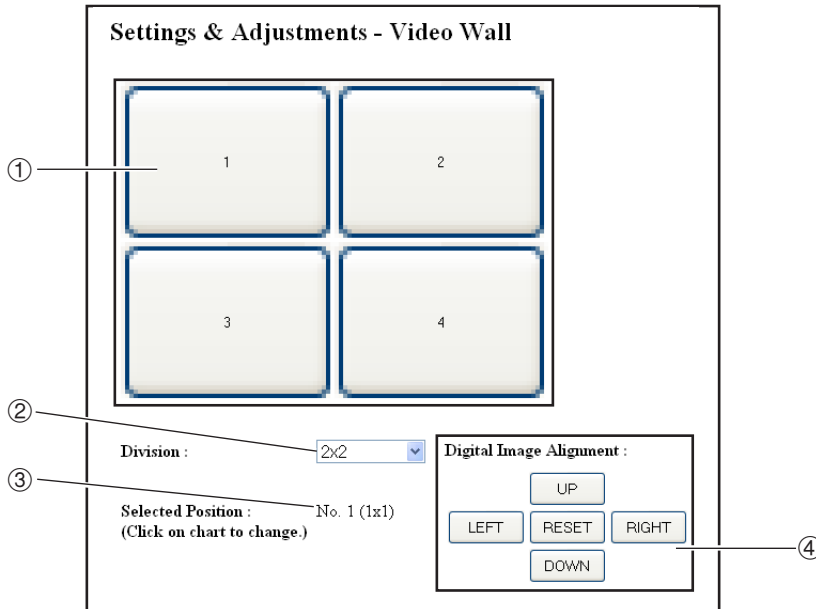 Settings & Adjustments - Video Wall
① 1 2
3 4
②
Division : 2x2
③
Selected Position : No. 1 (1x1)
(Click on chart to change.)
Digital Image Alignment :
UP
LEFT RESET RIGHT
④
DOWN